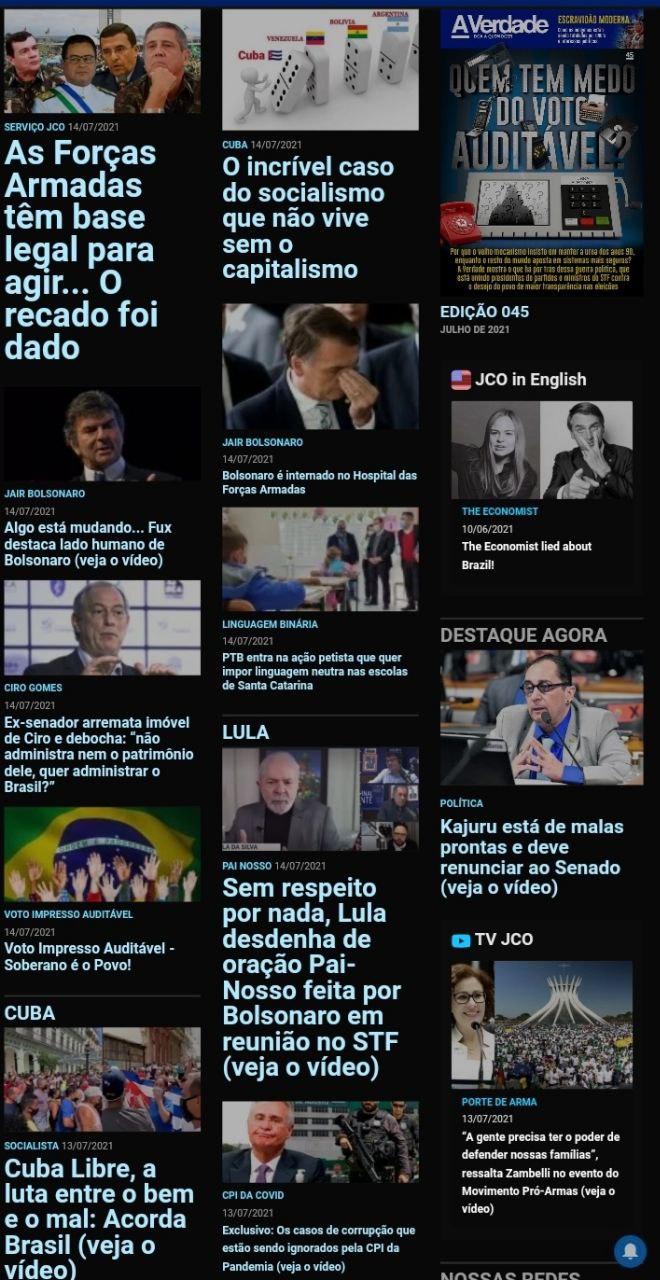 SERVIÇO JCO 14/07/2021
As Forças
Armadas
têm base
legal para
agir... O
recado foi
dado
JAIR BOLSONARO
14/07/2021
Algo está mudando... Fux
destaca lado humano de
Bolsonaro (veja o vídeo)
CIRO GOMES
14/07/2021
Ex-senador arremata imóvel
de Ciro e debocha: “não
administra nem o patrimônio
dele, quer administrar o
Brasil?”
VOTO IMPRESSO AUDITÁVEL
14/07/2021
Voto Impresso Auditável -
Soberano é o Povo!
CUBA
SOCIALISTA 13/07/2021
Cuba Libre, a
luta entre o bem
e o mal: Acorda
Brasil (veja o
vídeo)
ARGENTINA
BOLIVIA
VENEZUELA
Cuba
CUBA 14/07/2021
O incrível caso
do socialismo
que não vive
sem o
capitalismo
JAIR BOLSONARO
14/07/2021
Bolsonaro é internado no Hospital das
Forças Armadas
LINGUAGEM BINÁRIA
14/07/2021
PTB entra na ação petista que quer
impor linguagem neutra nas escolas
de Santa Catarina
LULA
LA DA SILVA
PAI NOSSO 14/07/2021
Sem respeito
por nada, Lula
desdenha de
oração Pai-
Nosso feita por
Bolsonaro em
reunião no STF
(veja o vídeo)
CPI DA COVID
13/07/2021
Exclusivo: Os casos de corrupção que
estão sendo ignorados pela CPI da
Pandemia (veja o vídeo)
A Verdade
ESCRAVIDÃO MODERNA
45
QUEM TEM MEDO
DO VOTO
AUDITÁVEL?
Por que o velho mecanismo insiste em manter a urna dos anos 90,
enquanto o resto do mundo aposta em sistemas mais seguros?
A Verdade mostra o que há por trás dessa guerra política, que
está unindo presidentes de partidos e ministros do STF contra
o desejo do povo de maior transparência nas eleições
EDIÇÃO 045
JULHO DE 2021
JCO in English
THE ECONOMIST
10/06/2021
The Economist lied about
Brazil!
DESTAQUE AGORA
POLÍTICA
Kajuru está de malas
prontas e deve
renunciar ao Senado
(veja o vídeo)
TV JCO
PORTE DE ARMA
13/07/2021
“A gente precisa ter o poder de
defender nossas famílias”,
ressalta Zambelli no evento do
Movimento Pró-Armas (veja o
vídeo)
NOSSAS REDES